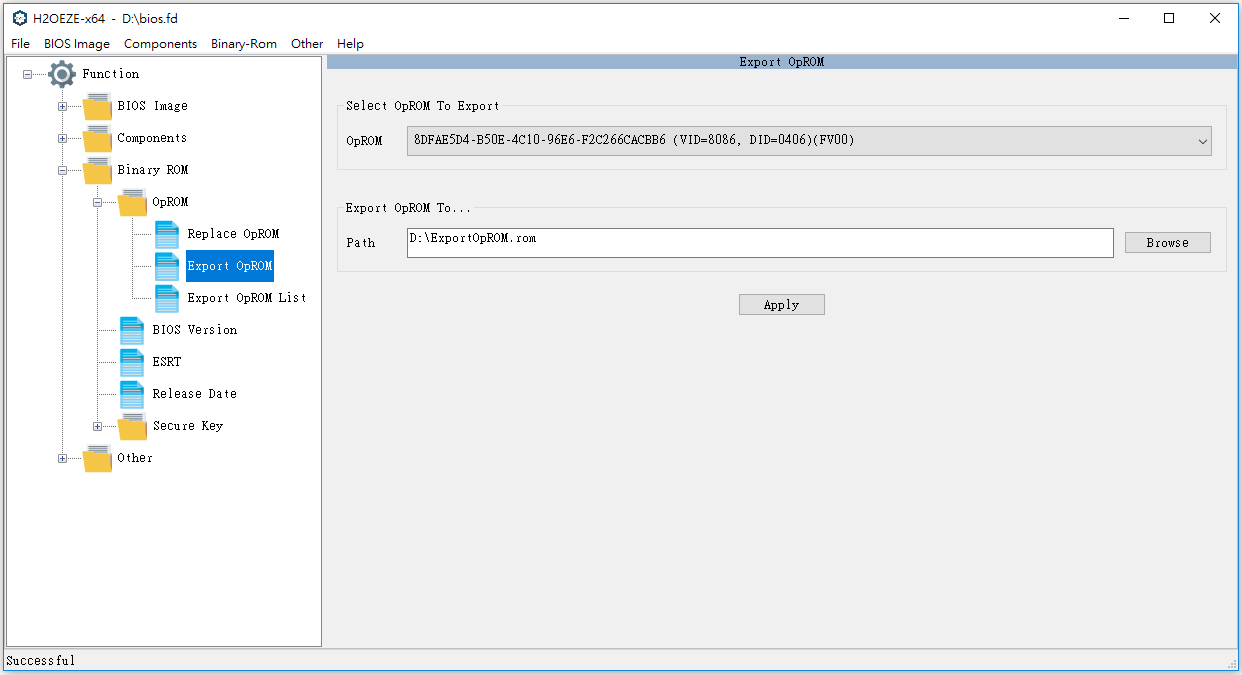 H2OEZE-x64 - D:\bios.fd
File BIOS Image Components Binary-Rom Other Help
Function
BIOS Image
Components
Binary ROM
OpROM
Replace OpROM
Export OpROM
Export OpROM List
BIOS Version
ESRT
Release Date
Secure Key
Other
Export OpROM
Select OpROM To Export
OpROM 8DFAE5D4-B50E-4C10-96E6-F2C266CACBB6 (VID=8086, DID=0406)(FV00)
Export OpROM To...
Path D:\ExportOpROM.rom Browse
Apply
Successful